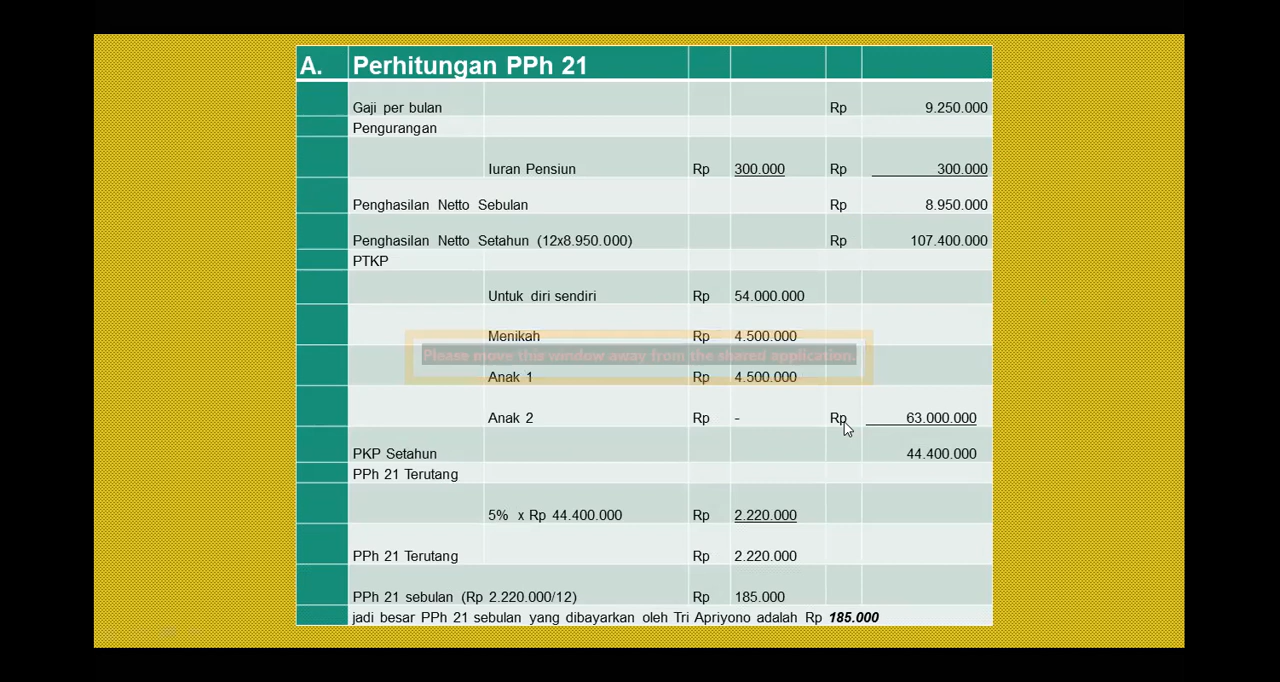 A. Perhitungan PPh 21
Gaji per bulan Rp 9.250.000
Pengurangan
Iuran Pensiun Rp 300.000 Rp 300.000
Penghasilan Netto Sebulan Rp 8.950.000
Penghasilan Netto Setahun (12x8.950.000) Rp 107.400.000
PTKP
Untuk diri sendiri Rp 54.000.000
Menikah Rp 4.500.000
Please move this window away from the shared application.
Anak 1 Rp 4.500.000
Anak 2 Rp - Rp 63.000.000
PKP Setahun 44.400.000
PPh 21 Terutang
5% x Rp 44.400.000 Rp 2.220.000
PPh 21 Terutang Rp 2.220.000
PPh 21 sebulan (Rp 2.220.000/12) Rp 185.000
jadi besar PPh 21 sebulan yang dibayarkan oleh Tri Apriyono adalah Rp 185.000